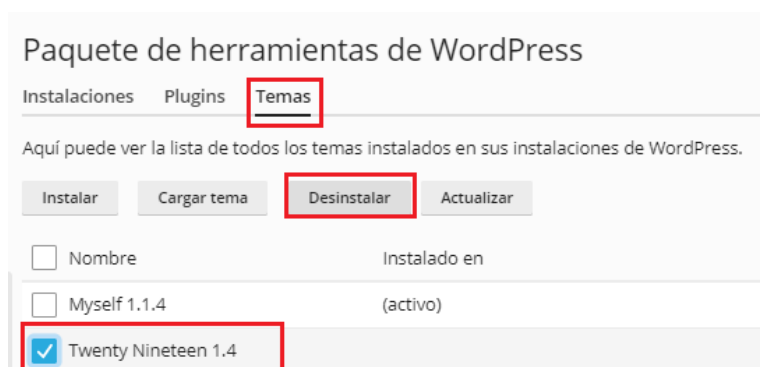 Paquete de herramientas de WordPress
Instalaciones Plugins Temas
Aquí puede ver la lista de todos los temas instalados en sus instalaciones de WordPress.
Instalar Cargar tema Desinstalar Actualizar
Nombre Instalado en
Myself 1.1.4 (activo)
Twenty Nineteen 1.4